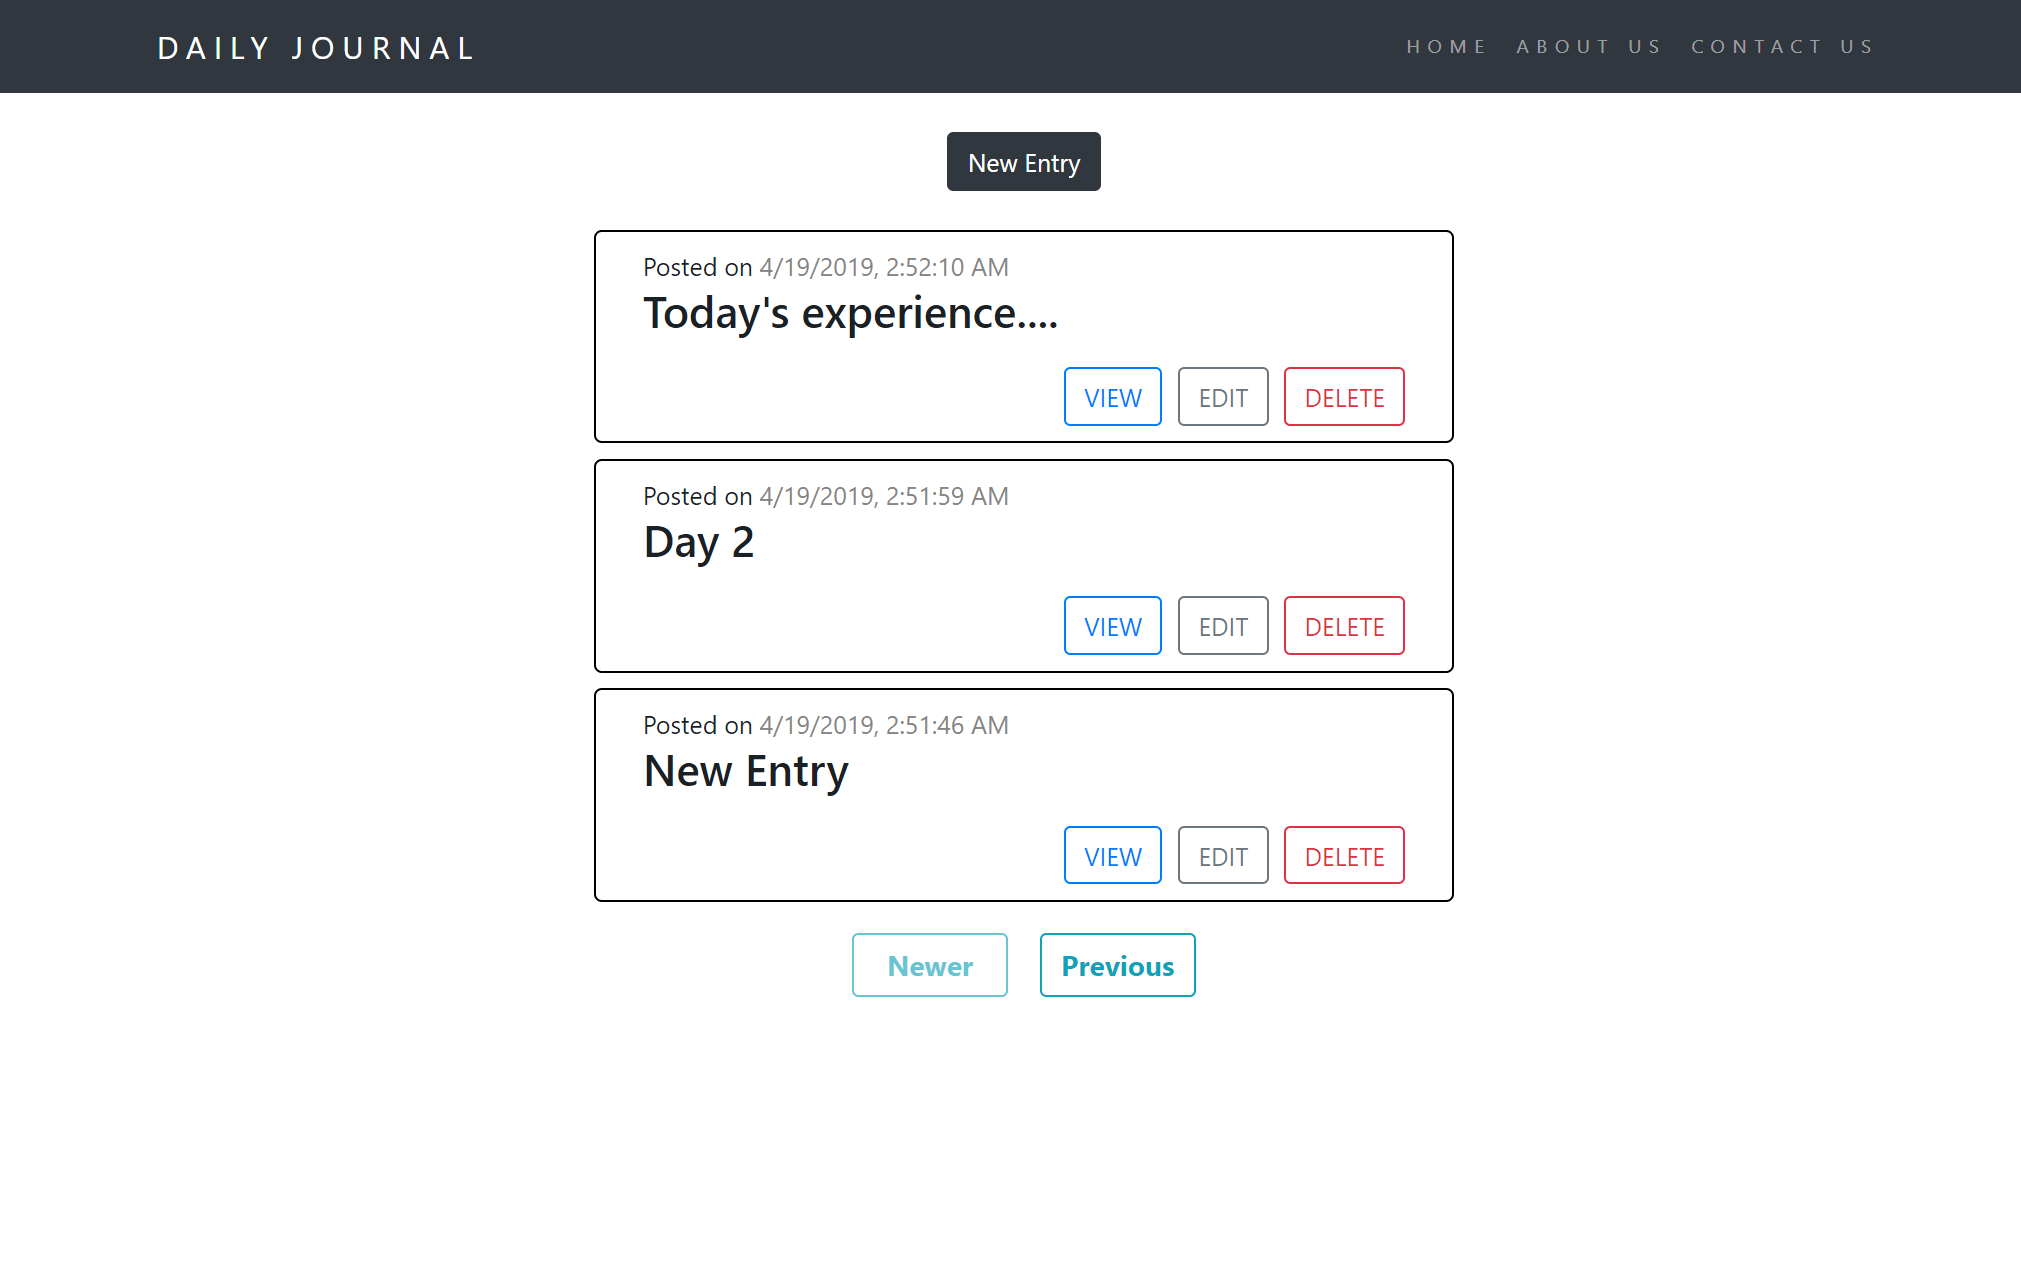 DAILY JOURNAL HOME ABOUT US CONTACT US
New Entry
Posted on 4/19/2019, 2:52:10 AM
Today's experience....
VIEW EDIT DELETE
Posted on 4/19/2019, 2:51:59 AM
Day 2
VIEW EDIT DELETE
Posted on 4/19/2019, 2:51:46 AM
New Entry
VIEW EDIT DELETE
Newer Previous